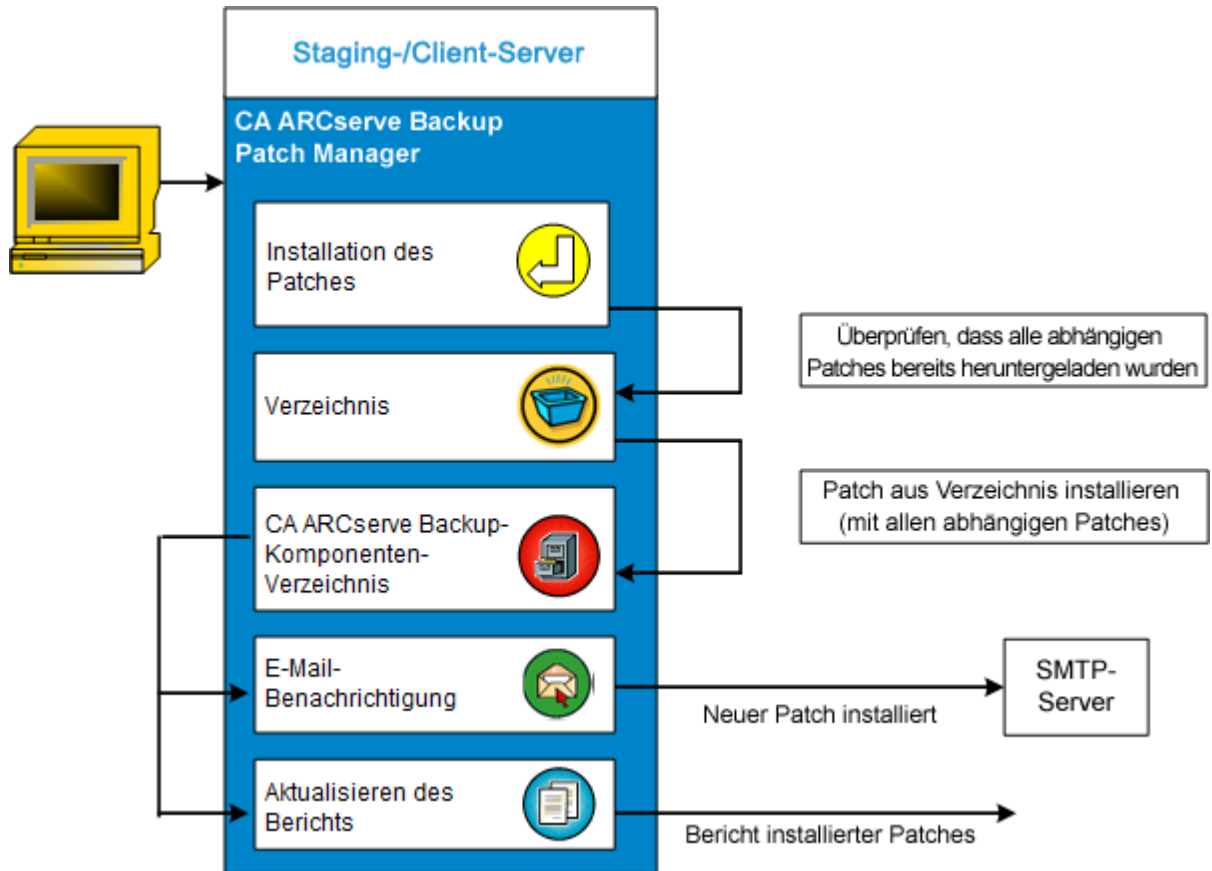 Staging-/Client-Server
CA ARCserve Backup
Patch Manager
Installation des
Patches
Überprüfen, dass alle abhängigen
Patches bereits heruntergeladen wurden
Verzeichnis
Patch aus Verzeichnis installieren
(mit allen abhängigen Patches)
CA ARCserve Backup-
Komponenten-
Verzeichnis
E-Mail-
Benachrichtigung
Neuer Patch installiert
SMTP-
Server
Aktualisieren des
Berichts
Bericht installierter Patches